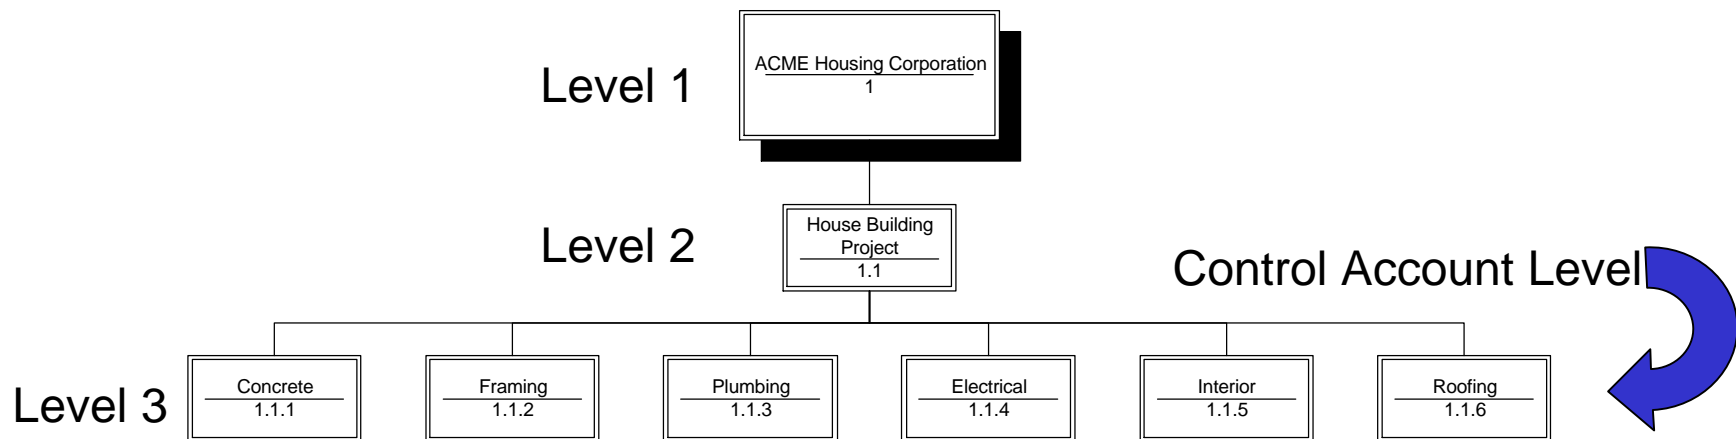 ACME Housing Corporation
1
Level 1
House Building
Project
1.1
Level 2
Control Account Level
Level 3
Concrete
1.1.1
Framing
1.1.2
Plumbing
1.1.3
Electrical
1.1.4
Interior
1.1.5
Roofing
1.1.6